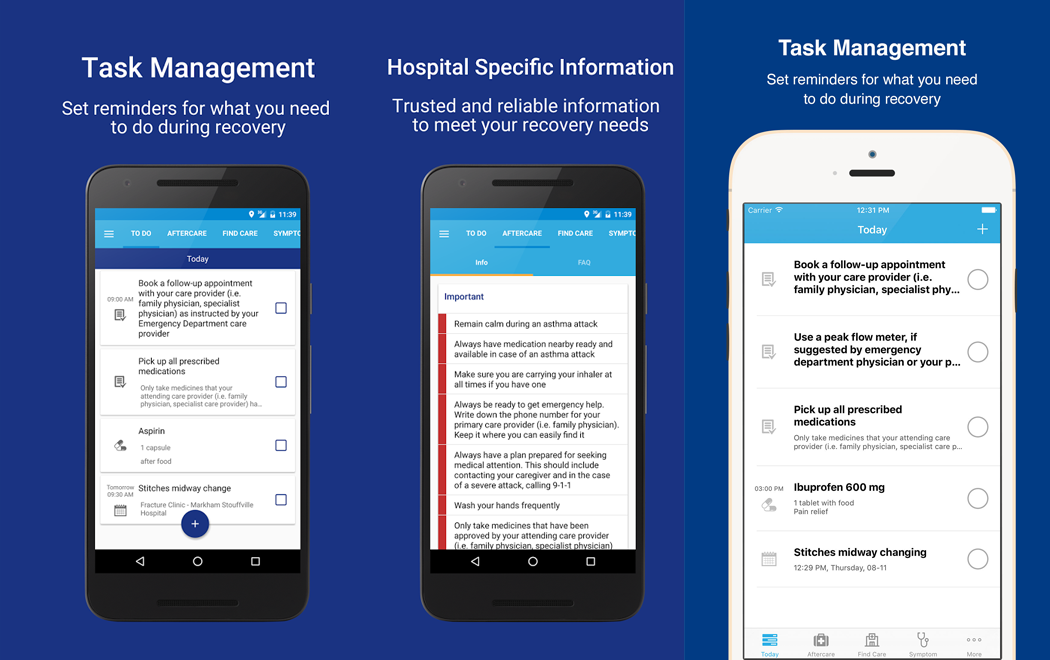 Task Management
Set reminders for what you need
to do during recovery
11:39
TO DO AFTERCARE FIND CARE SYMPTO
Today
09:00 AM
Book a follow-up appointment
with your care provider (i.e.
family physician, specialist
physician) as instructed by your
Emergency Department care
provider
Pick up all prescribed
medications
Only take medicines that your
attending care provider (i.e. family
physician, specialist care provider) ha...
Aspirin
1 capsule
after food
Tomorrow
09:30 AM
Stitches midway change
Fracture Clinic - Markham Stouffville
Hospital
+
Hospital Specific Information
Trusted and reliable information
to meet your recovery needs
11:39
TO DO AFTERCARE FIND CARE SYMPTO
Info FAQ
Important
Remain calm during an asthma attack
Always have medication nearby ready and
available in case of an asthma attack
Make sure you are carrying your inhaler at
all times if you have one
Always be ready to get emergency help.
Write down the phone number for your
primary care provider (i.e. family physician).
Keep it where you can easily find it
Always have a plan prepared for seeking
medical attention. This should include
contacting your caregiver and in the case
of a severe attack, calling 9-1-1
Wash your hands frequently
Only take medicines that have been
approved by your attending care provider
(i.e. family physician, specialist physician)
Task Management
Set reminders for what you need
to do during recovery
Carrier 12:31 PM
Today +
Book a follow-up appointment
with your care provider (i.e.
family physician, specialist phy...
Use a peak flow meter, if
suggested by emergency
department physician or your p...
Pick up all prescribed
medications
Only take medicines that your attending care
provider (i.e. family physician, specialist care p...
03:00 PM
Ibuprofen 600 mg
1 tablet with food
Pain relief
Stitches midway changing
12:29 PM, Thursday, 08-11
Today Aftercare Find Care Symptom More